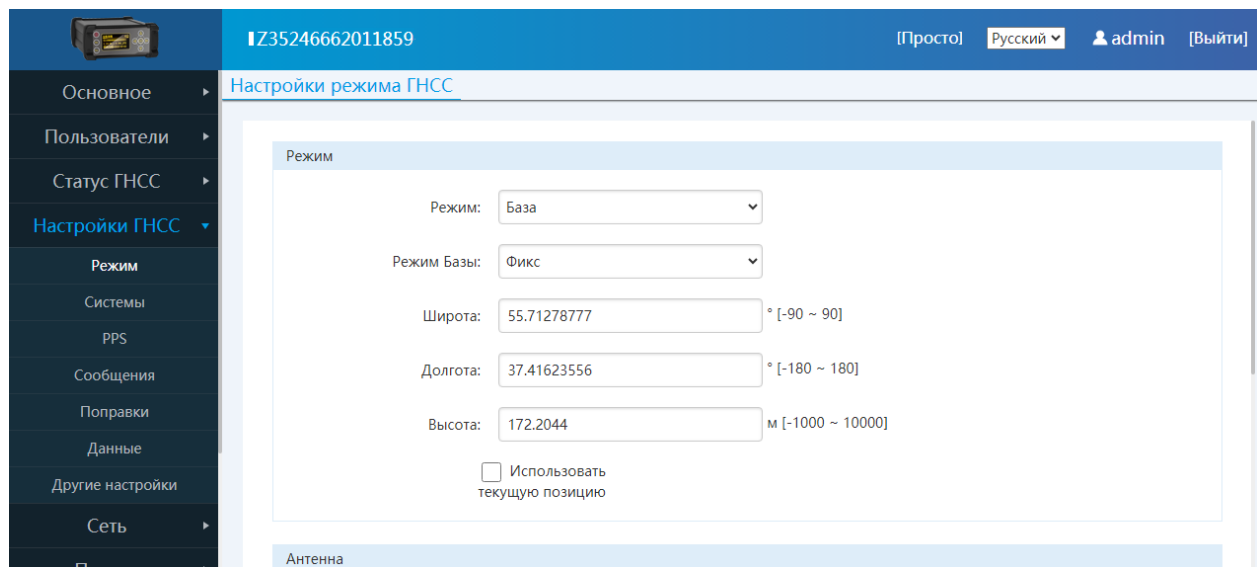 Z35246662011859 [Просто] Русский admin [Выйти]
Основное
Пользователи
Статус ГНСС
Настройки ГНСС
Режим
Системы
PPS
Сообщения
Поправки
Данные
Другие настройки
Сеть
Настройки режима ГНСС
Режим
Режим: База
Режим Базы: Фикс
Широта: 55.71278777 ° [-90 ~ 90]
Долгота: 37.41623556 ° [-180 ~ 180]
Высота: 172.2044 м [-1000 ~ 10000]
Использовать
текущую позицию
Антенна